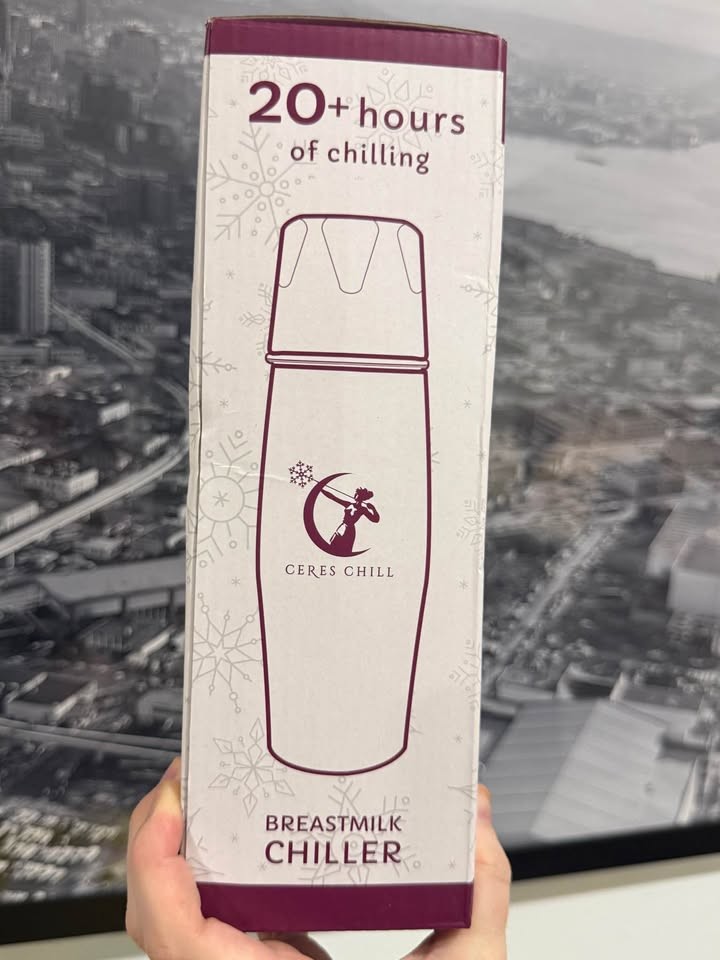 20+ hours
of chilling
CERES CHILL
BREASTMILK
CHILLER